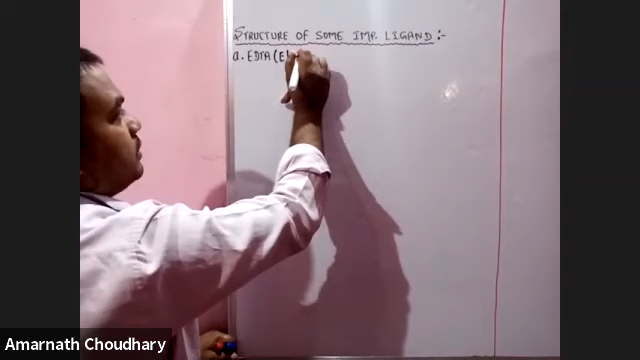 STRUCTURE OF SOME IMP. LIGAND :-
a. EDTA (E
Amarnath Choudhary